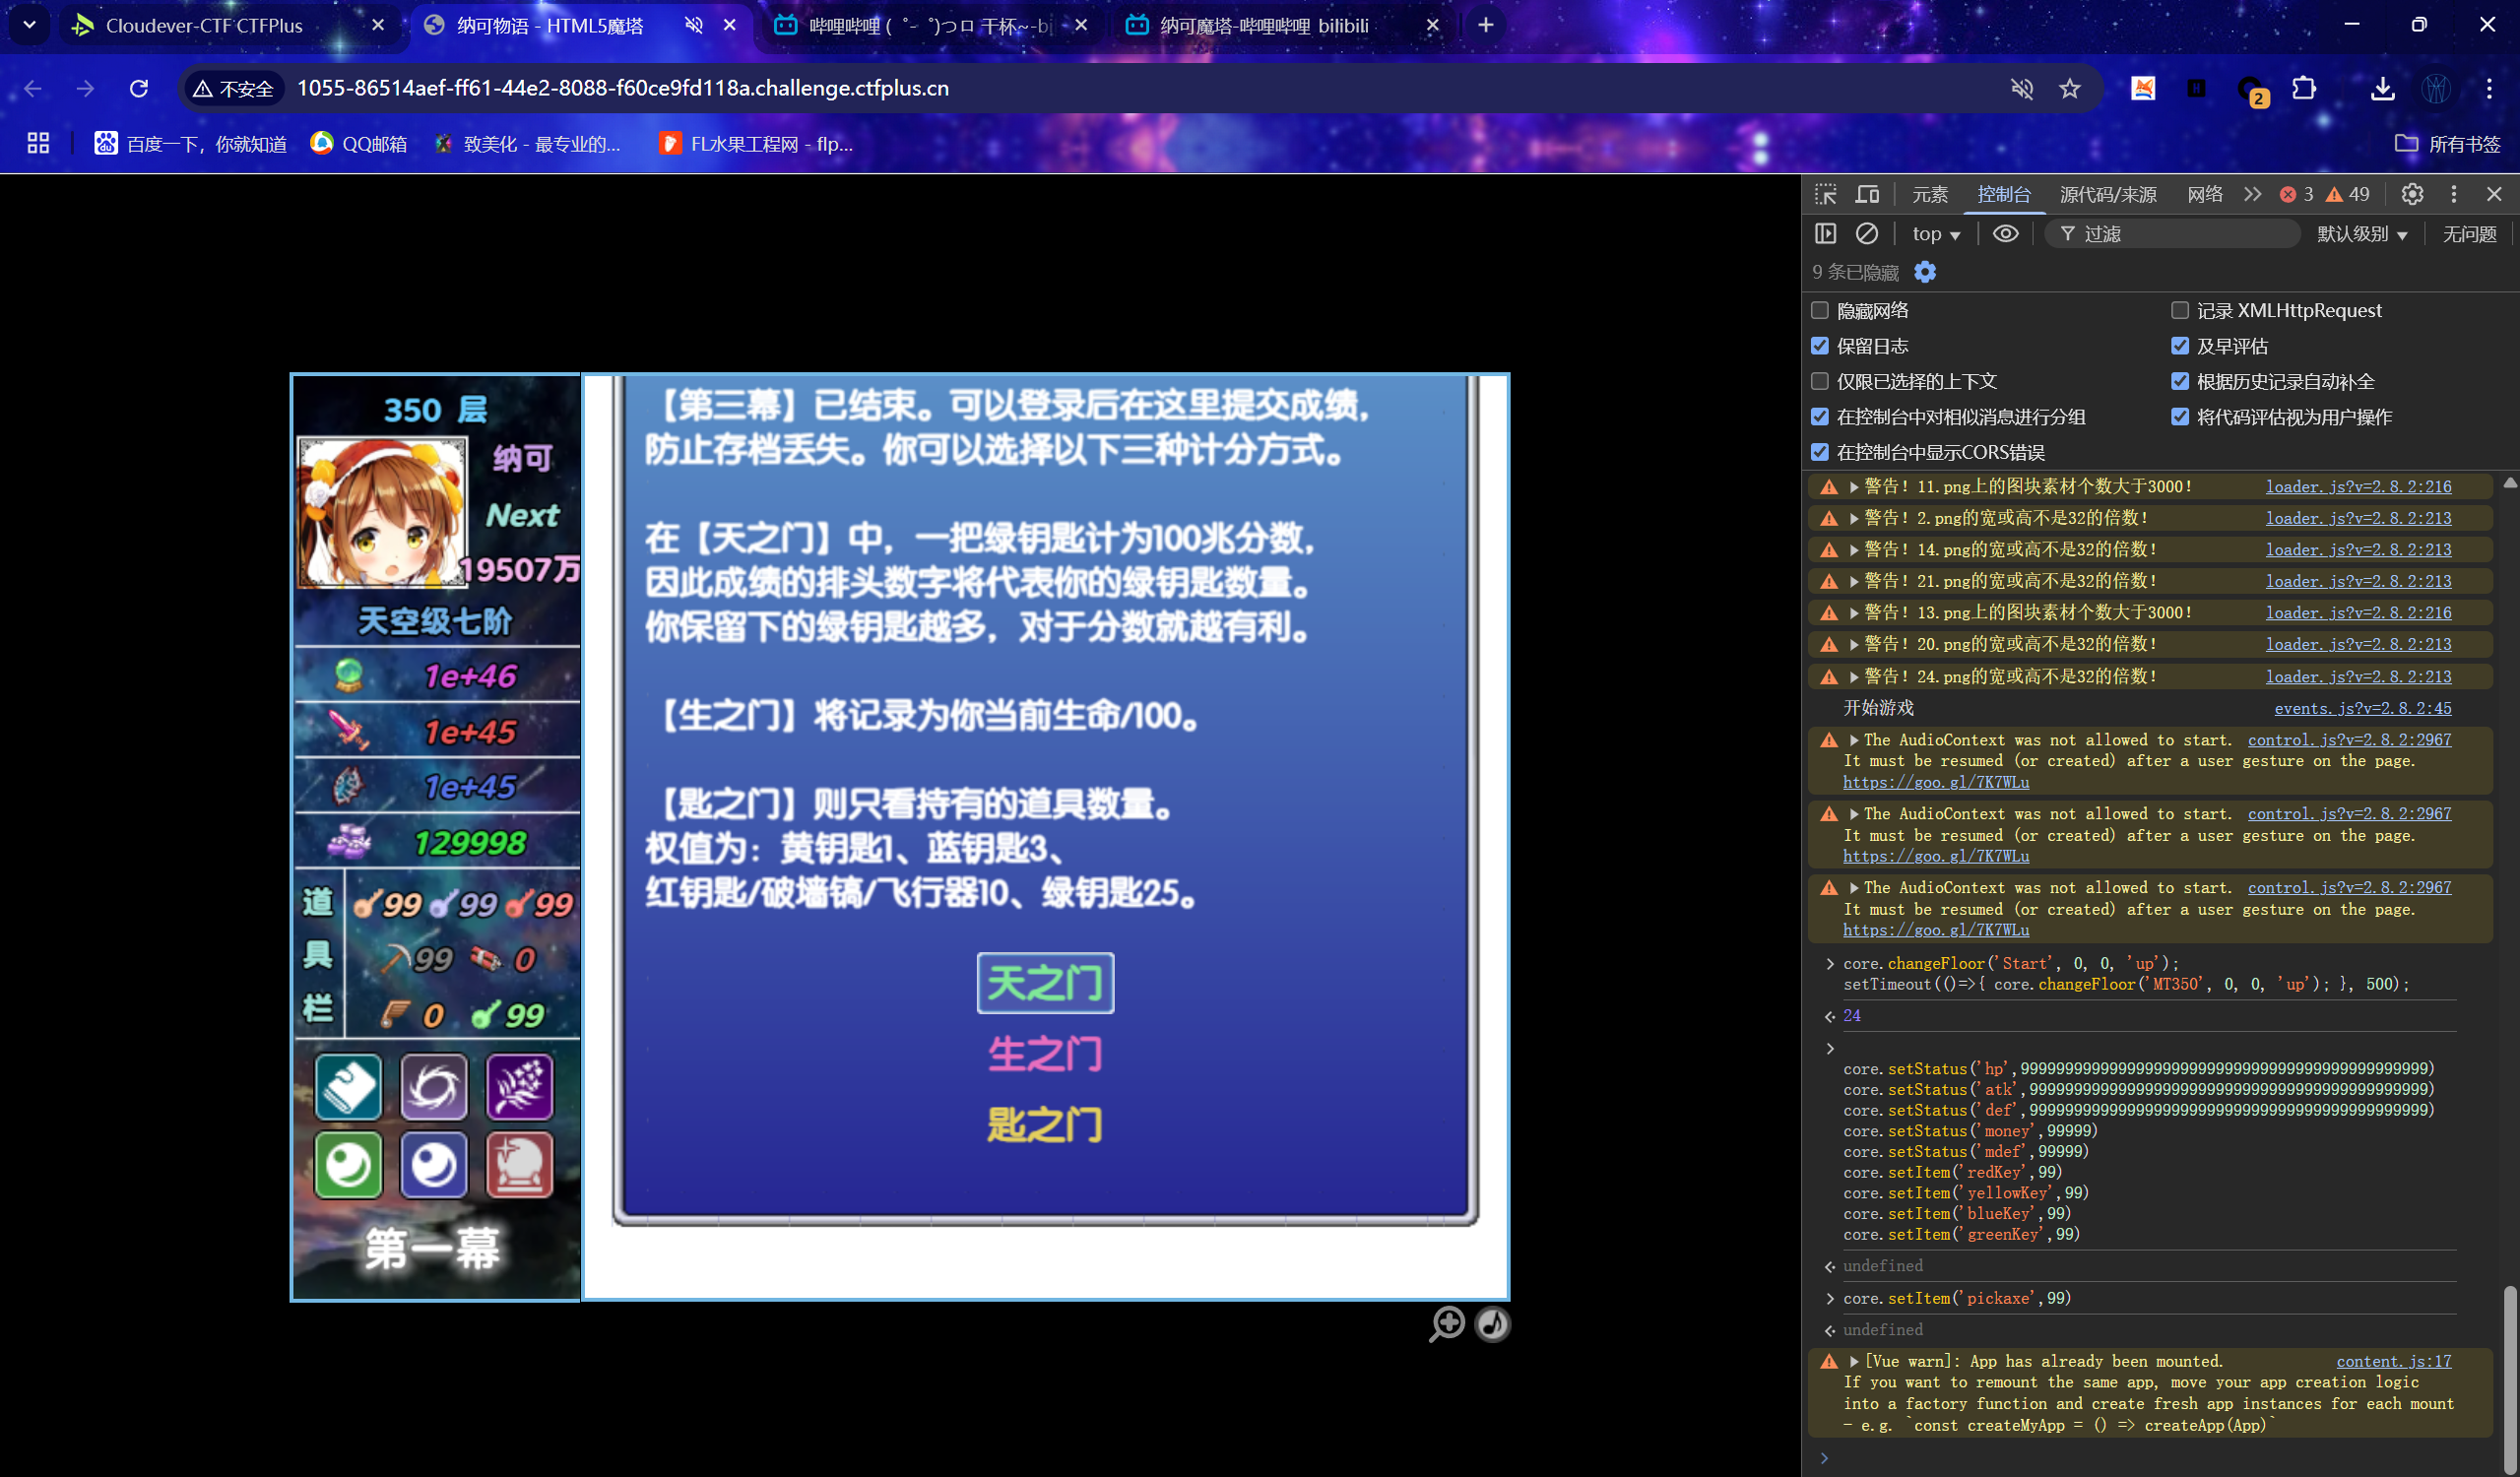 Cloudever-CTF CTFPlus
纳可物语 - HTML5魔塔
哔哩哔哩 (゜-゜)つロ 干杯~-bi
纳可魔塔-哔哩哔哩_bilibili
不安全
1055-86514aef-ff61-44e2-8088-f60ce9fd118a.challenge.ctfplus.cn
2
百度一下，你就知道
QQ邮箱
致美化 - 最专业的...
FL水果工程网 - flp...
所有书签
350 层
纳可
Next
19507万
天空级七阶
1e+46
1e+45
1e+45
129998
道具栏
99 99 99
99 0
0 99
第一幕
【第三幕】已结束。可以登录后在这里提交成绩，
防止存档丢失。你可以选择以下三种计分方式。
在【天之门】中，一把绿钥匙计为100兆分数，
因此成绩的排头数字将代表你的绿钥匙数量。
你保留下的绿钥匙越多，对于分数就越有利。
【生之门】将记录为你当前生命/100。
【匙之门】则只看持有的道具数量。
权值为：黄钥匙1、蓝钥匙3、
红钥匙/破墙镐/飞行器10、绿钥匙25。
天之门
生之门
匙之门
元素
控制台
源代码/来源
网络
3
49
top
过滤
默认级别
无问题
9 条已隐藏
隐藏网络
记录 XMLHttpRequest
保留日志
及早评估
仅限已选择的上下文
根据历史记录自动补全
在控制台中对相似消息进行分组
将代码评估视为用户操作
在控制台中显示CORS错误
警告！11.png上的图块素材个数大于3000！ loader.js?v=2.8.2:216
警告！2.png的宽或高不是32的倍数！ loader.js?v=2.8.2:213
警告！14.png的宽或高不是32的倍数！ loader.js?v=2.8.2:213
警告！21.png的宽或高不是32的倍数！ loader.js?v=2.8.2:213
警告！13.png上的图块素材个数大于3000！ loader.js?v=2.8.2:216
警告！20.png的宽或高不是32的倍数！ loader.js?v=2.8.2:213
警告！24.png的宽或高不是32的倍数！ loader.js?v=2.8.2:213
开始游戏 events.js?v=2.8.2:45
The AudioContext was not allowed to start. control.js?v=2.8.2:2967
It must be resumed (or created) after a user gesture on the page.
https://goo.gl/7K7WLu
The AudioContext was not allowed to start. control.js?v=2.8.2:2967
It must be resumed (or created) after a user gesture on the page.
https://goo.gl/7K7WLu
The AudioContext was not allowed to start. control.js?v=2.8.2:2967
It must be resumed (or created) after a user gesture on the page.
https://goo.gl/7K7WLu
core.changeFloor('Start', 0, 0, 'up');
setTimeout(()=>{ core.changeFloor('MT350', 0, 0, 'up'); }, 500);
24
core.setStatus('hp',9999999999999999999999999999999999999999999999)
core.setStatus('atk',999999999999999999999999999999999999999999999)
core.setStatus('def',999999999999999999999999999999999999999999999)
core.setStatus('money',99999)
core.setStatus('mdef',99999)
core.setItem('redKey',99)
core.setItem('yellowKey',99)
core.setItem('blueKey',99)
core.setItem('greenKey',99)
undefined
core.setItem('pickaxe',99)
undefined
[Vue warn]: App has already been mounted. content.js:17
If you want to remount the same app, move your app creation logic
into a factory function and create fresh app instances for each mount
- e.g. `const createMyApp = () => createApp(App)`